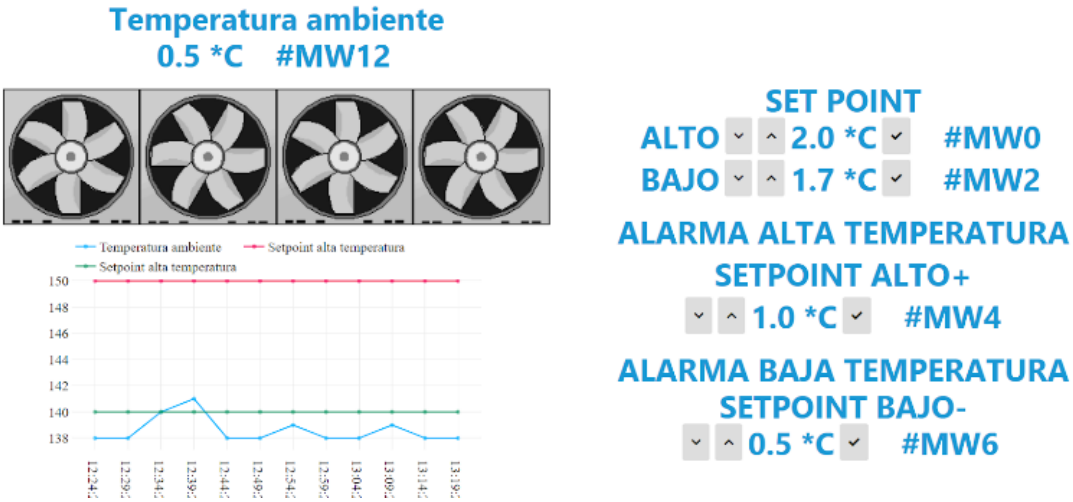 Temperatura ambiente
0.5 *C #MW12
Temperatura ambiente
Setpoint alta temperatura
Setpoint alta temperatura
150
148
146
144
142
140
138
SET POINT
ALTO 2.0 *C #MW0
BAJO 1.7 *C #MW2
ALARMA ALTA TEMPERATURA
SETPOINT ALTO+
1.0 *C #MW4
ALARMA BAJA TEMPERATURA
SETPOINT BAJO-
0.5 *C #MW6